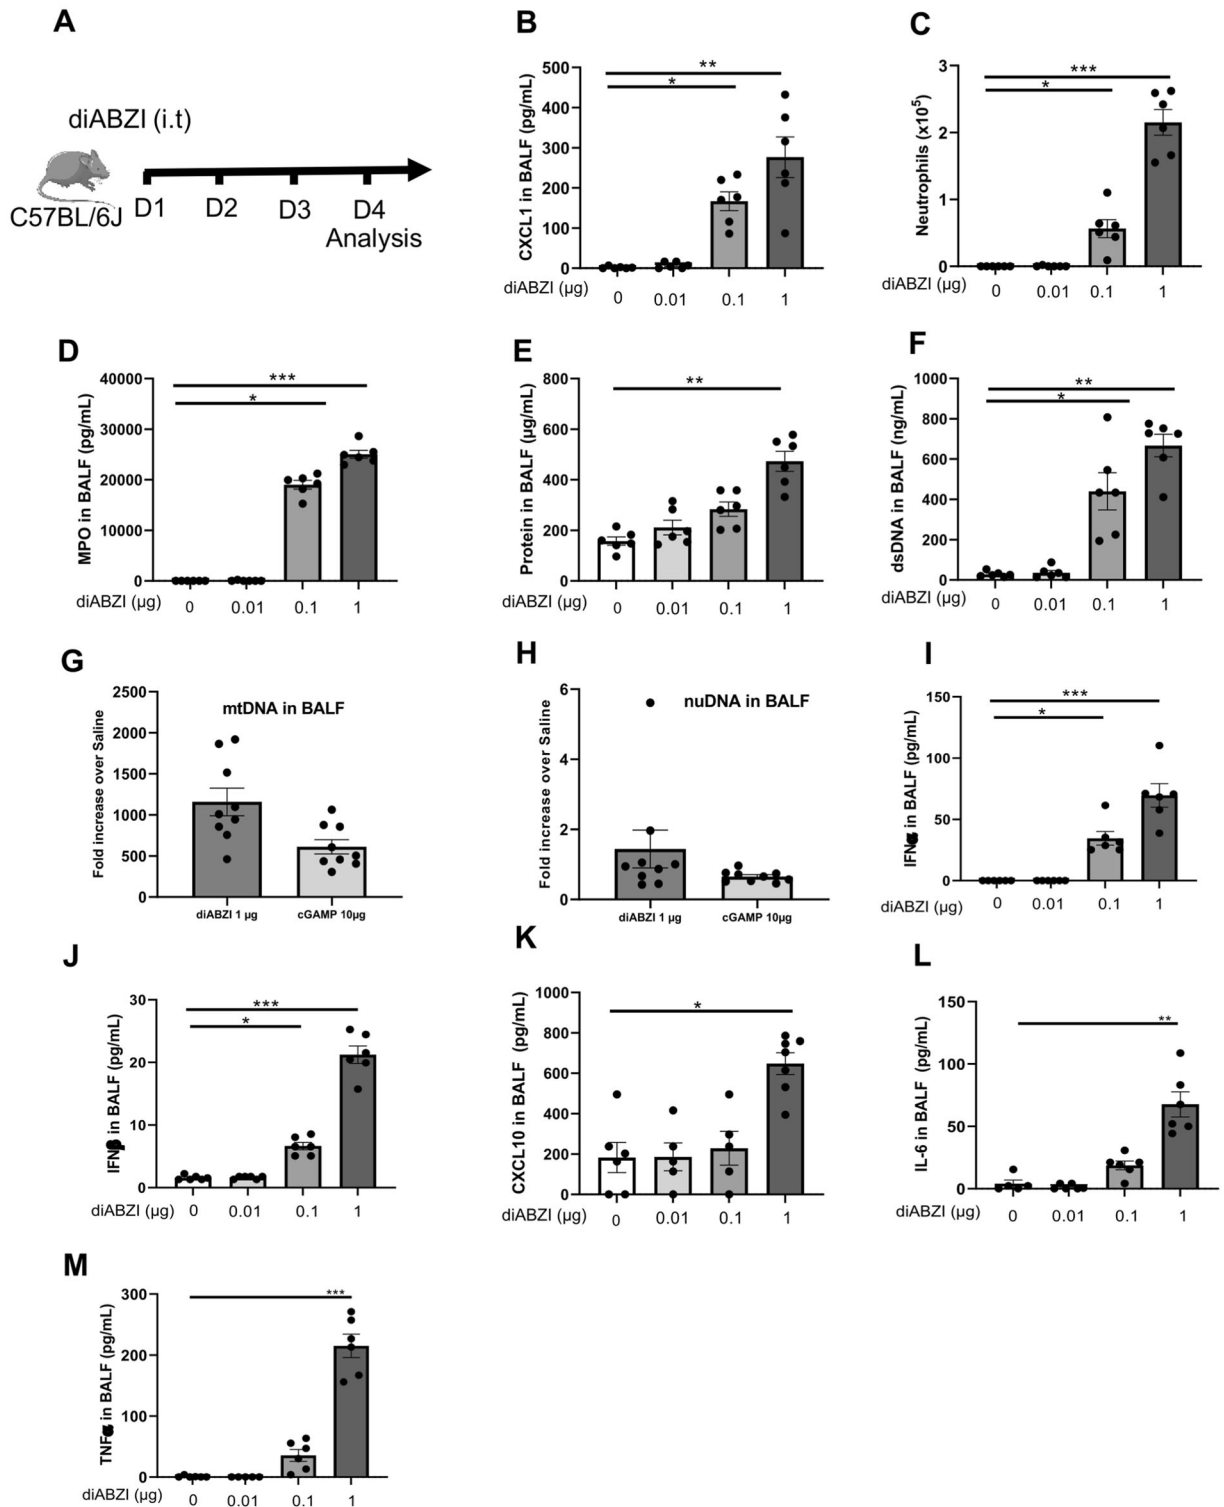 A
diABZI (i.t)
C57BL/6J
D1 D2 D3 D4
Analysis
B
CXCL1 in BALF (pg/mL)
500
400
300
200
100
0
**
*
diABZI (µg) 0 0.01 0.1 1
C
Neutrophils (x10⁵)
3
2
1
0
***
*
diABZI (µg) 0 0.01 0.1 1
D
MPO in BALF (pg/mL)
40000
30000
20000
10000
0
***
*
diABZI (µg) 0 0.01 0.1 1
E
Protein in BALF (µg/mL)
800
600
400
200
0
**
diABZI (µg) 0 0.01 0.1 1
F
dsDNA in BALF (ng/mL)
1000
800
600
400
200
0
**
*
diABZI (µg) 0 0.01 0.1 1
G
mtDNA in BALF
Fold increase over Saline
2500
2000
1500
1000
500
0
diABZI 1 µg cGAMP 10µg
H
nuDNA in BALF
Fold increase over Saline
6
4
2
0
diABZI 1 µg cGAMP 10µg
I
IFN in BALF (pg/mL)
150
100
50
0
***
*
diABZI (µg) 0 0.01 0.1 1
J
IFN in BALF (pg/mL)
30
20
10
0
***
*
diABZI (µg) 0 0.01 0.1 1
K
CXCL10 in BALF (pg/mL)
1000
800
600
400
200
0
*
diABZI (µg) 0 0.01 0.1 1
L
IL-6 in BALF (pg/mL)
150
100
50
0
**
diABZI (µg) 0 0.01 0.1 1
M
TNF in BALF (pg/mL)
300
200
100
0
***
diABZI (µg) 0 0.01 0.1 1